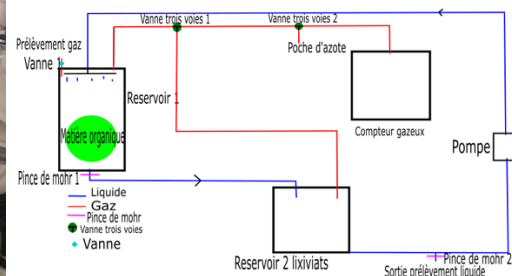 Vanne trois voies 1
Vanne trois voies 2
Prélèvement gaz
Vanne 1
Poche d'azote
Reservoir 1
Compteur gazeux
Matière organique
Pompe
Pince de mohr 1
Liquide
Gaz
Pince de mohr
Vanne trois voies
Vanne
Reservoir 2 lixiviats
Pince de mohr 2
Sortie prélèvement liquide